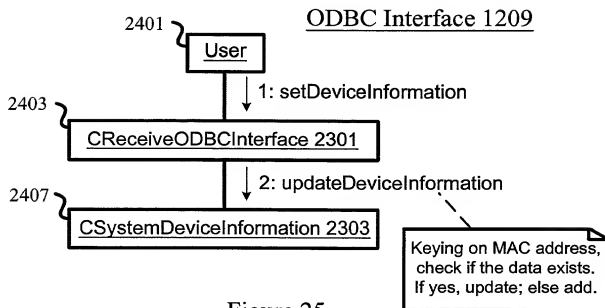 ODBC Interface 1209
2401
User
1: setDeviceInformation
2403
CReceiveODBCInterface 2301
2: updateDeviceInformation
2407
CSystemDeviceInformation 2303
Keying on MAC address,
check if the data exists.
If yes, update; else add.
Figure 25